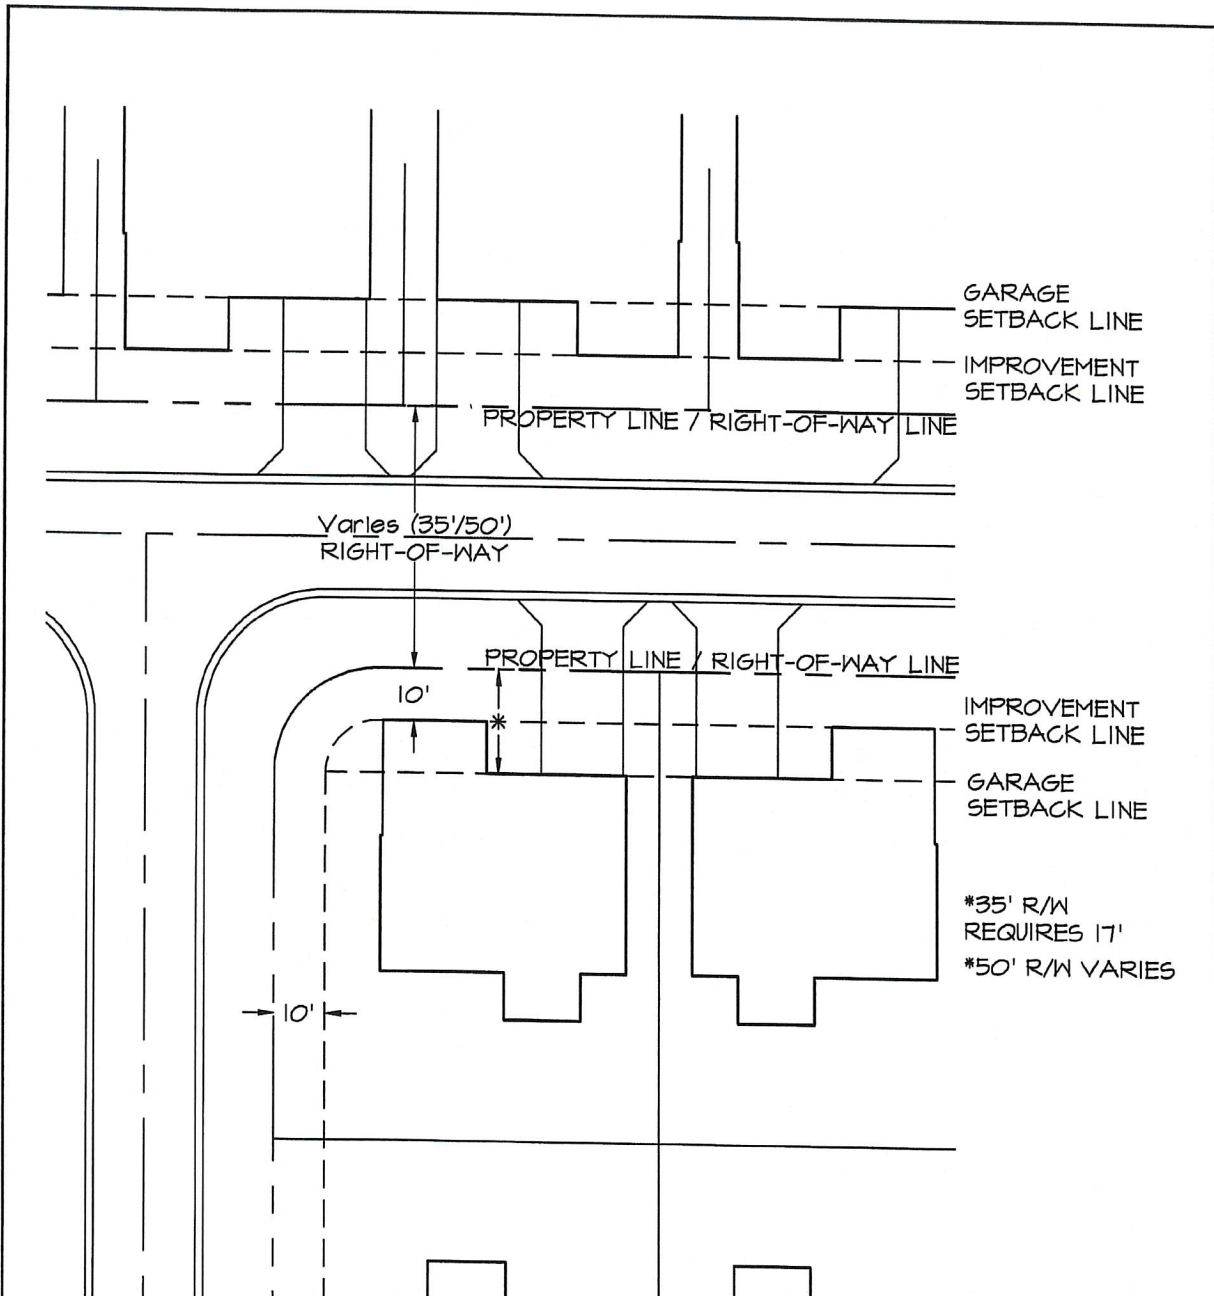 GARAGE
SETBACK LINE
IMPROVEMENT
SETBACK LINE
PROPERTY LINE / RIGHT-OF-WAY LINE
Varies (35'/50')
RIGHT-OF-WAY
PROPERTY LINE / RIGHT-OF-WAY LINE
10'
*
IMPROVEMENT
SETBACK LINE
GARAGE
SETBACK LINE
*35' R/W
REQUIRES 17'
*50' R/W VARIES
10'